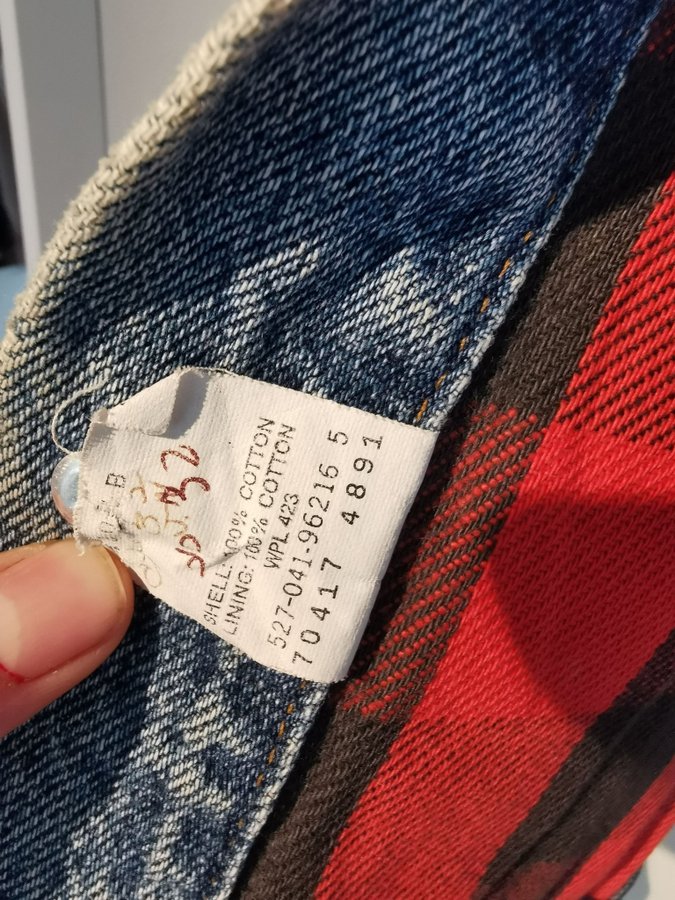 SHELL: 100% COTTON
LINING: 100% COTTON
WPL 423
527-041-96216 5
70417 4891